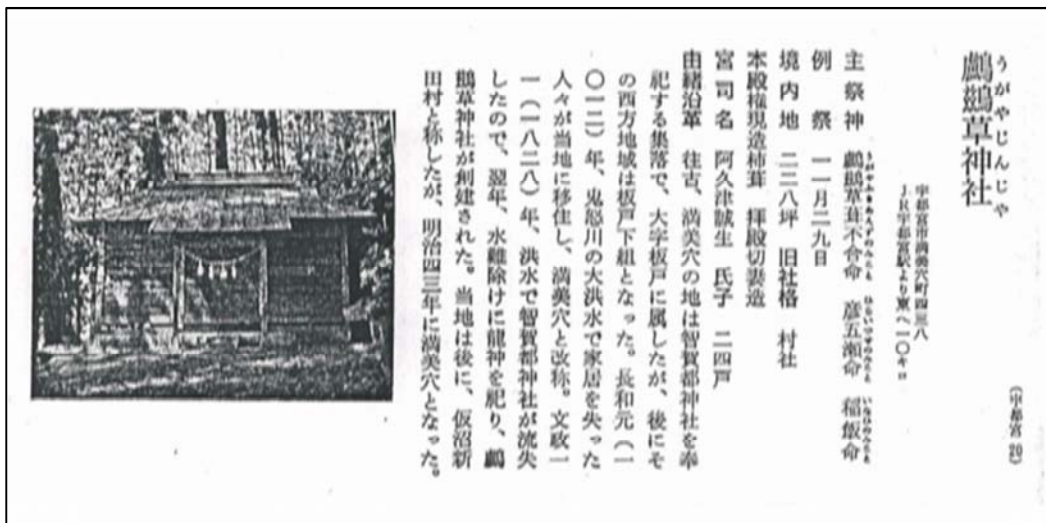 (宇都宮 20)
鸕鷀草神社
うがやじんじや
宇都宮市満美穴町四三八
JR宇都宮駅より東へ一〇キロ
主祭神 鸕鷀草葺不合命 彦五瀬命 稲飯命
例祭 一一月二九日
境内地 二二八坪 旧社格 村社
本殿権現造柿葺 拝殿切妻造
宮司名 阿久津誠生 氏子 二四戸
由緒沿革 往古、満美穴の地は智賀都神社を奉
祀する集落で、大字板戸に属したが、後にそ
の西方地域は板戸下組となった。長和元(一
〇一二)年、鬼怒川の大洪水で家居を失った
人々が当地に移住し、満美穴と改称。文政一
一(一八二八)年、洪水で智賀都神社が流失
したので、翌年、水難除けに龍神を祀り、鸕
鷀草神社が創建された。当地は後に、仮沼新
田村と称したが、明治四三年に満美穴となった。